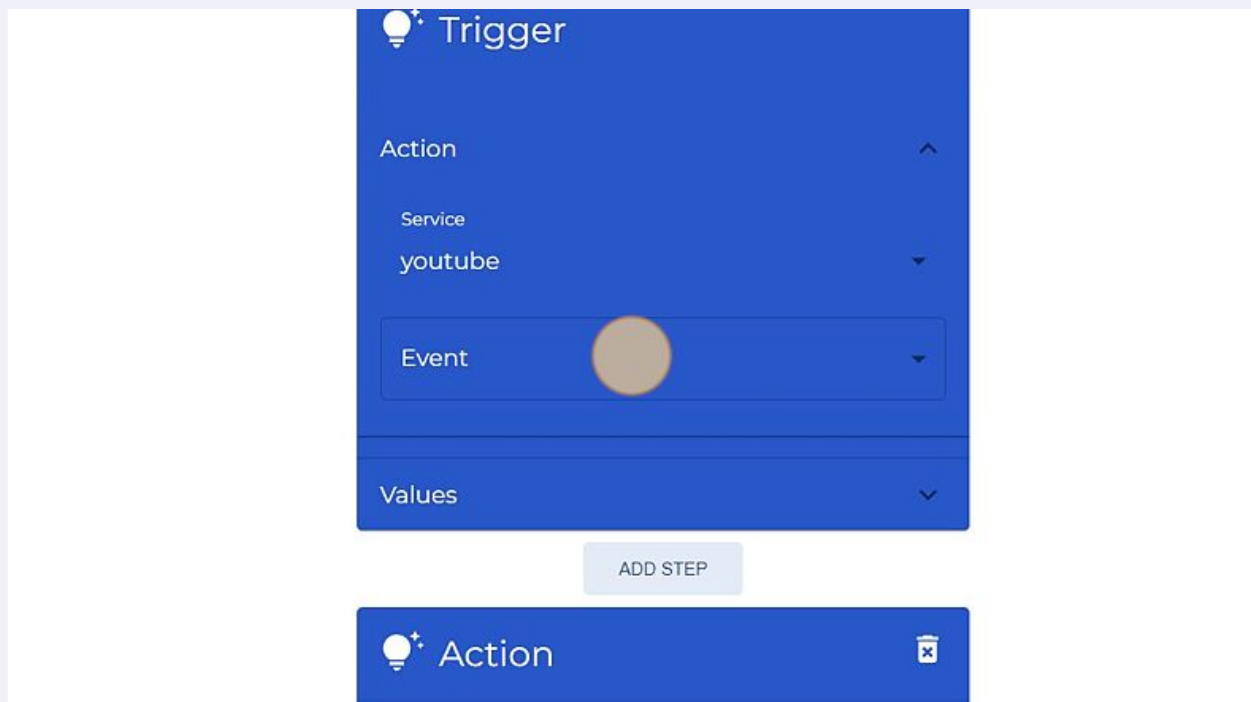 Trigger
Action
Service
youtube
Event
Values
ADD STEP
Action